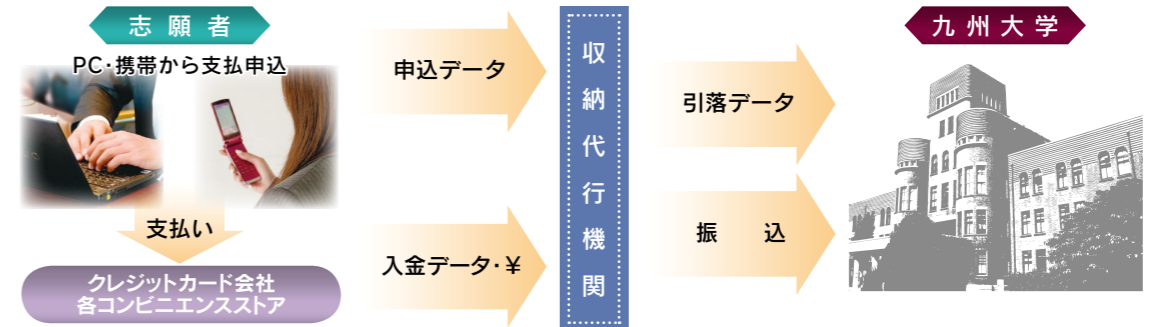 志願者
PC・携帯から支払申込
支払い
クレジットカード会社
各コンビニエンスストア
申込データ
入金データ・¥
収納代行機関
引落データ
振込
九州大学